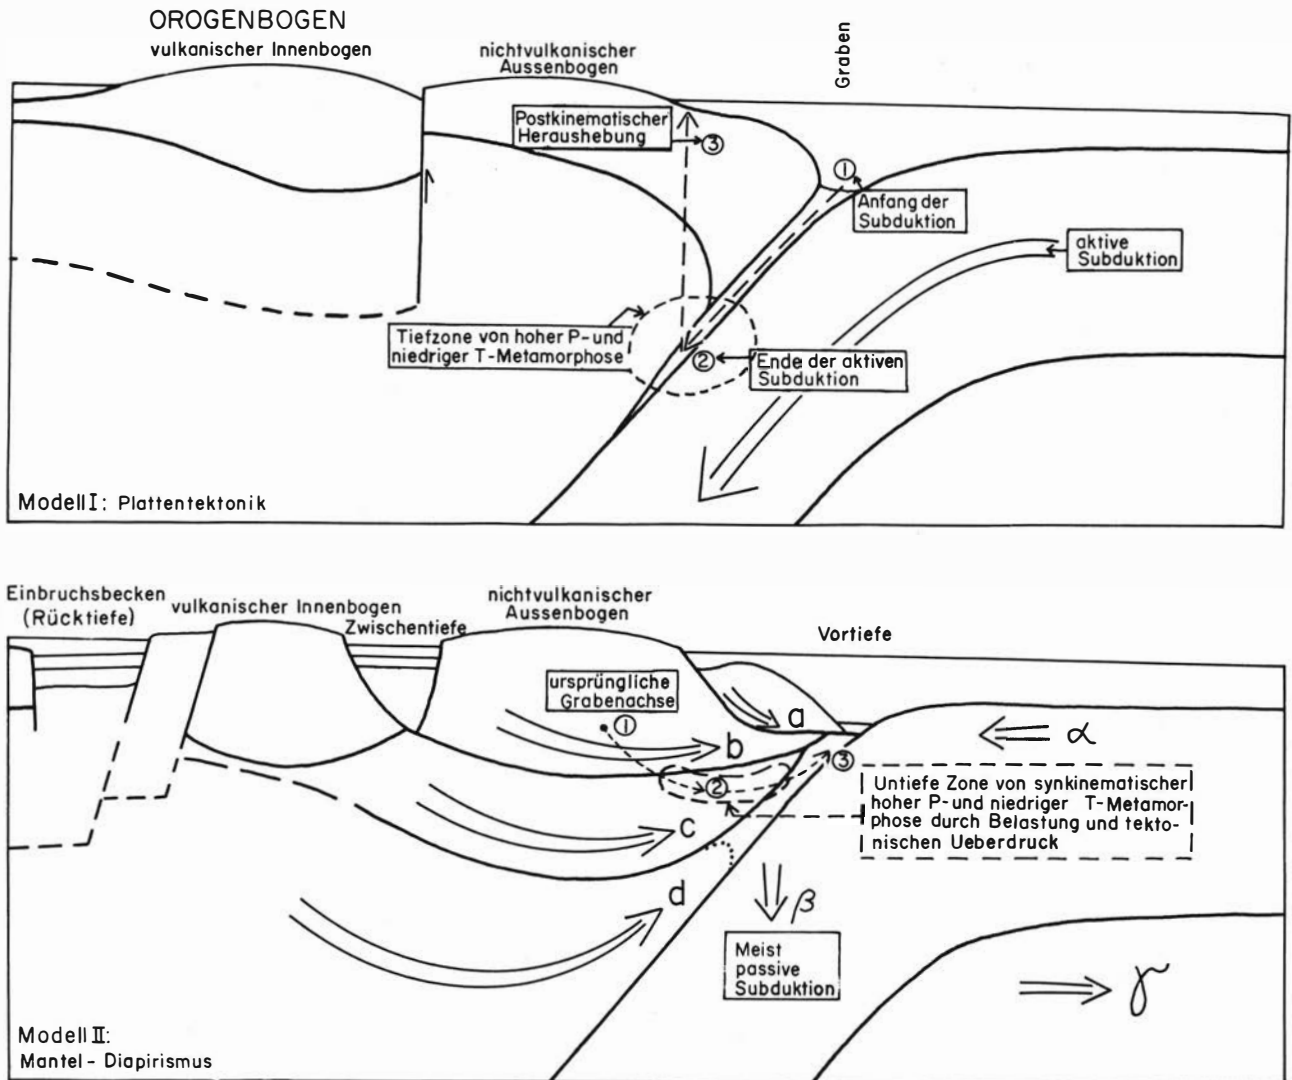 OROGENBOGEN
vulkanischer Innenbogen
nichtvulkanischer
Aussenbogen
Graben
Postkinematischer
Heraushebung
3
1
Anfang der
Subduktion
aktive
Subduktion
Tiefzone von hoher P-und
niedriger T-Metamorphose
2
Ende der aktiven
Subduktion
Modell I: Plattentektonik
Einbruchsbecken
(Rücktiefe)
vulkanischer Innenbogen
Zwischentiefe
nichtvulkanischer
Aussenbogen
Vortiefe
ursprüngliche
Grabenachse
1
a
b
α
3
2
Untiefe Zone von synkinematischer
hoher P-und niedriger T-Metamor-
phose durch Belastung und tekto-
nischen Ueberdruck
c
d
β
Meist
passive
Subduktion
γ
Modell II:
Mantel-Diapirismus